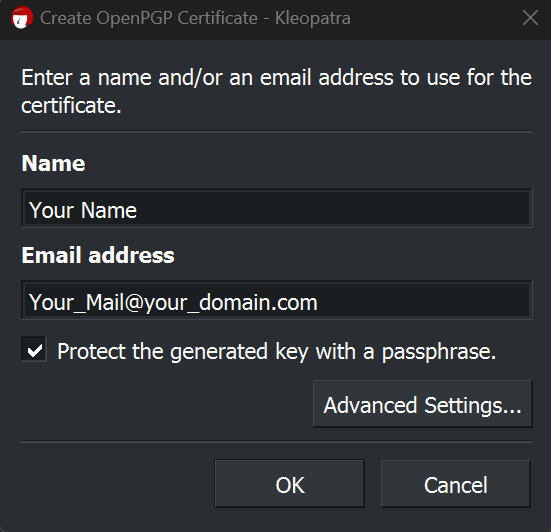 Create OpenPGP Certificate - Kleopatra
Enter a name and/or an email address to use for the
certificate.
Name
Your Name
Email address
Your_Mail@your_domain.com
Protect the generated key with a passphrase.
Advanced Settings...
OK
Cancel